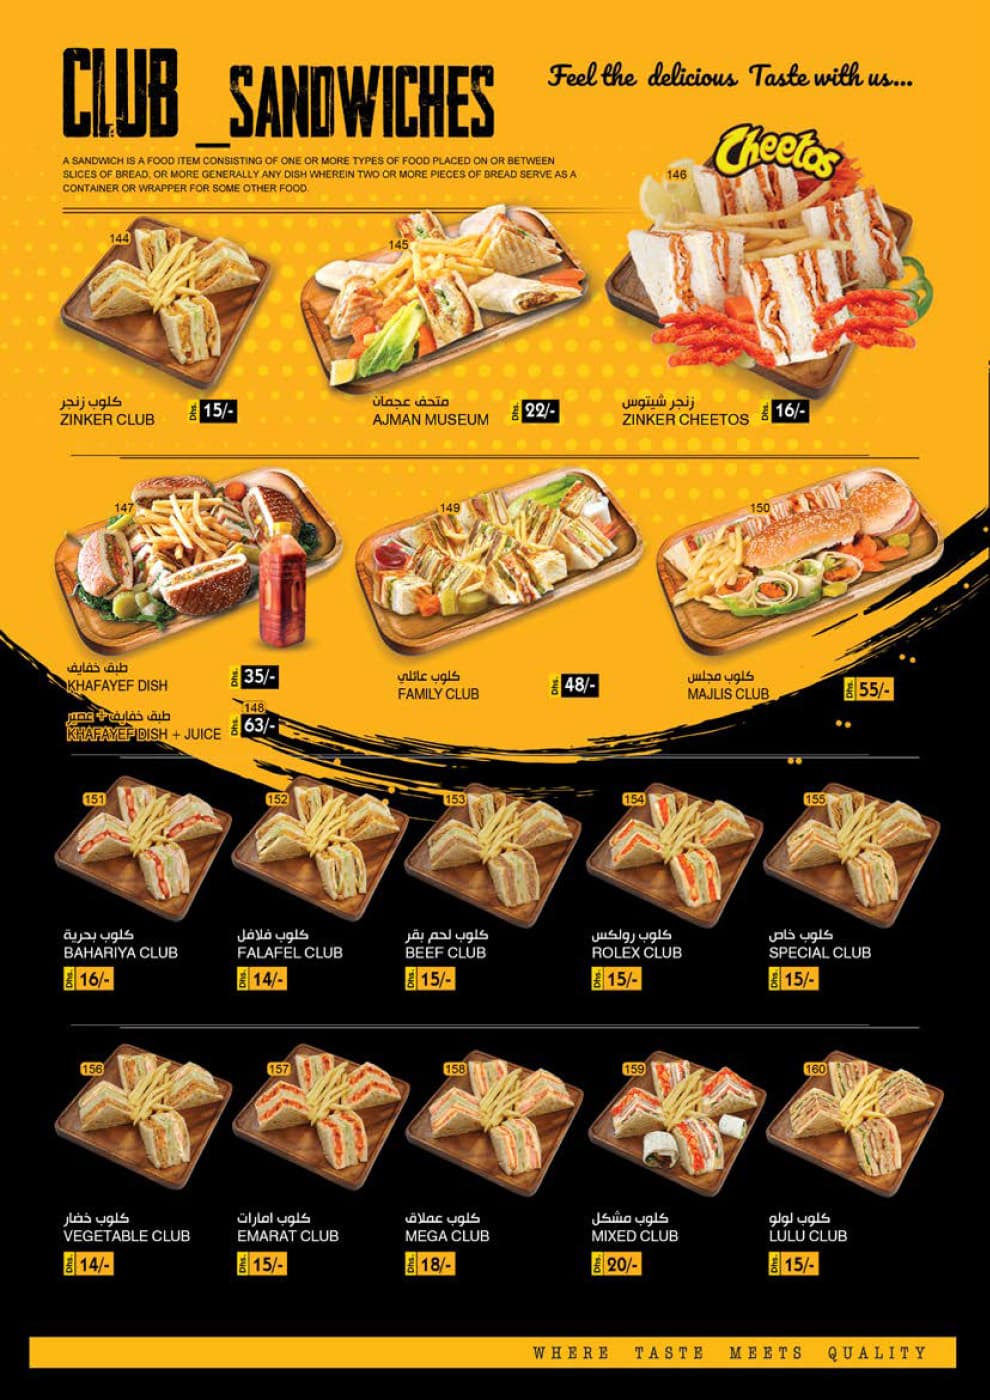 CLUB _SANDWICHES
Feel the delicious Taste with us...
A SANDWICH IS A FOOD ITEM CONSISTING OF ONE OR MORE TYPES OF FOOD PLACED ON OR BETWEEN
SLICES OF BREAD, OR MORE GENERALLY ANY DISH WHEREIN TWO OR MORE PIECES OF BREAD SERVE AS A
CONTAINER OR WRAPPER FOR SOME OTHER FOOD.
Cheetos
144
145
146
كلوب زنجر
ZINKER CLUB
Dhs. 15/-
متحف عجمان
AJMAN MUSEUM
Dhs. 22/-
زنجر شيتوس
ZINKER CHEETOS
Dhs. 16/-
147
149
150
طبق خفايف
KHAFAYEF DISH
Dhs. 35/-
طبق خفايف + عصير
KHAFAYEF DISH + JUICE
148
Dhs. 63/-
كلوب عائلي
FAMILY CLUB
Dhs. 48/-
كلوب مجلس
MAJLIS CLUB
Dhs. 55/-
151
152
153
154
155
كلوب بحرية
BAHARIYA CLUB
Dhs. 16/-
كلوب فلافل
FALAFEL CLUB
Dhs. 14/-
كلوب لحم بقر
BEEF CLUB
Dhs. 15/-
كلوب رولكس
ROLEX CLUB
Dhs. 15/-
كلوب خاص
SPECIAL CLUB
Dhs. 15/-
156
157
158
159
160
كلوب خضار
VEGETABLE CLUB
Dhs. 14/-
كلوب امارات
EMARAT CLUB
Dhs. 15/-
كلوب عملاق
MEGA CLUB
Dhs. 18/-
كلوب مشكل
MIXED CLUB
Dhs. 20/-
كلوب لولو
LULU CLUB
Dhs. 15/-
WHERE TASTE MEETS QUALITY